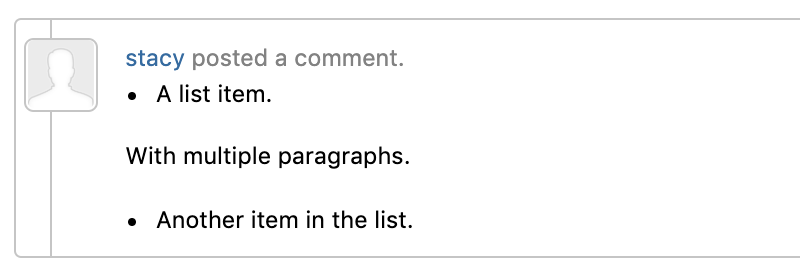 stacy posted a comment.
• A list item.
With multiple paragraphs.
• Another item in the list.